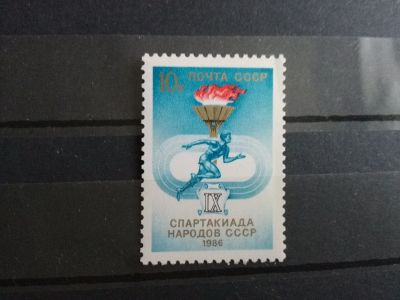 10к ПОЧТА СССР
IX
СПАРТАКИАДА
НАРОДОВ СССР
1986